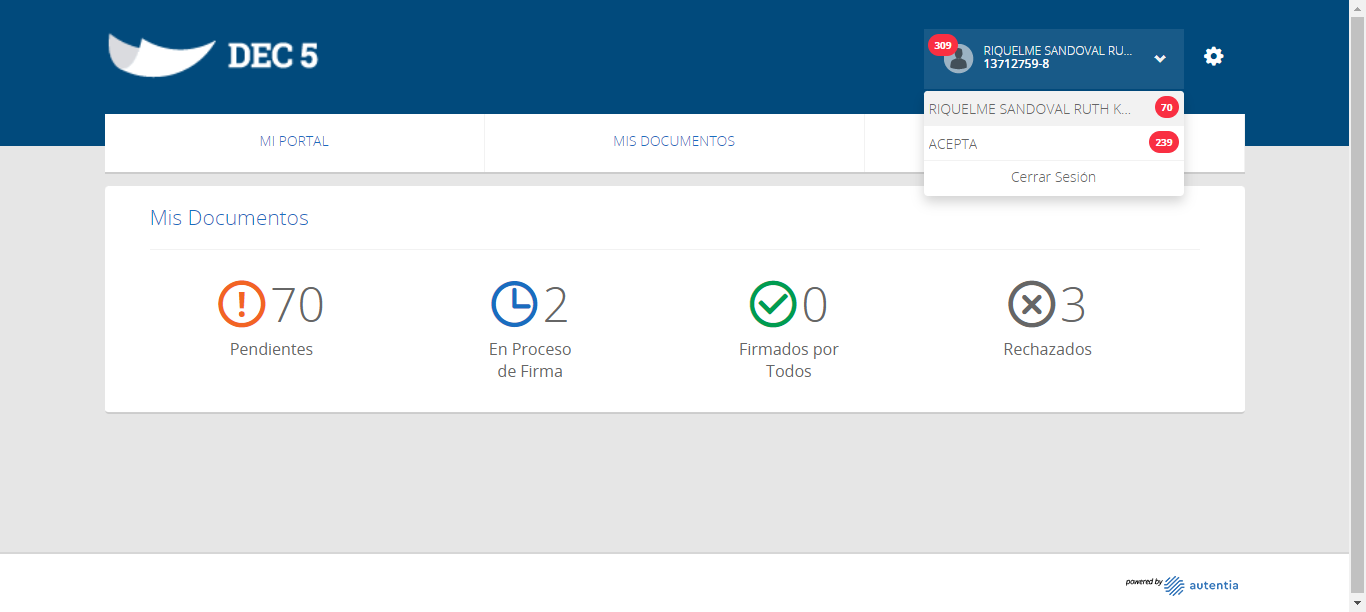 DEC 5
309
RIQUELME SANDOVAL RU...
13712759-8
RIQUELME SANDOVAL RUTH K...
70
ACEPTA
239
Cerrar Sesión
MI PORTAL
MIS DOCUMENTOS
Mis Documentos
70
Pendientes
2
En Proceso
de Firma
0
Firmados por
Todos
3
Rechazados
powered by
autentia